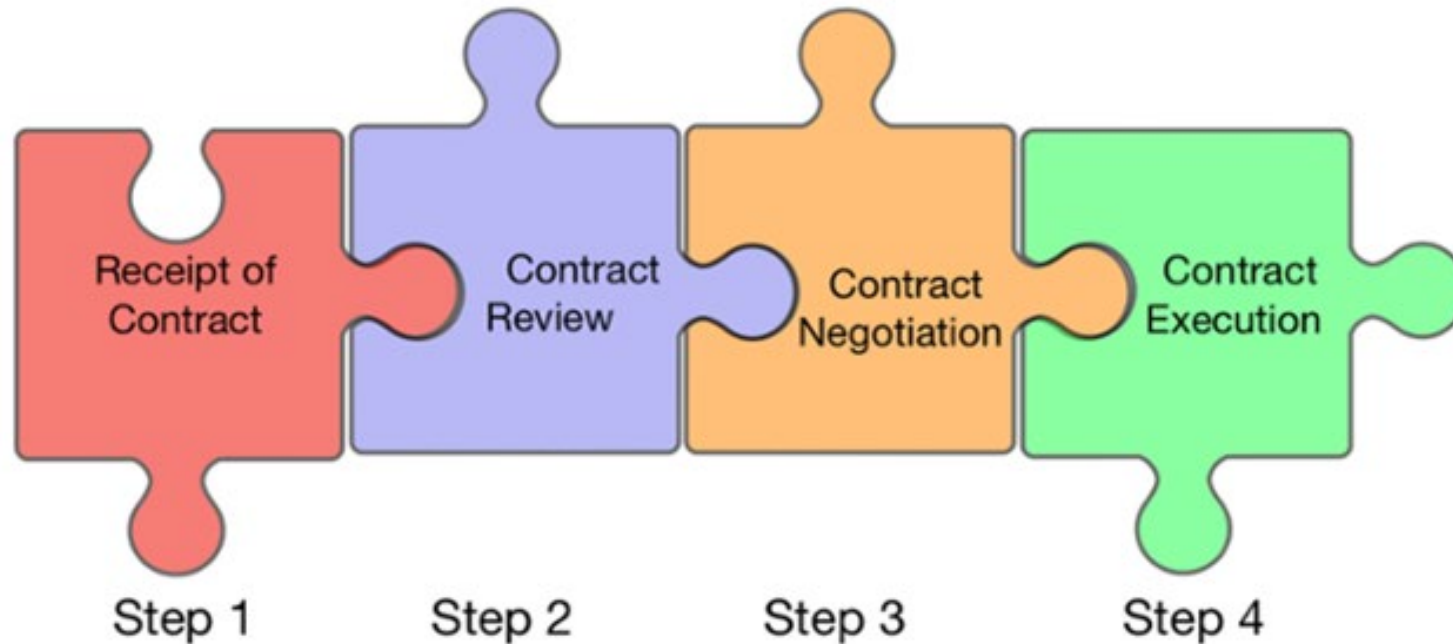 Receipt of
Contract
Contract
Review
Contract
Negotiation
Contract
Execution
Step 1
Step 2
Step 3
Step 4